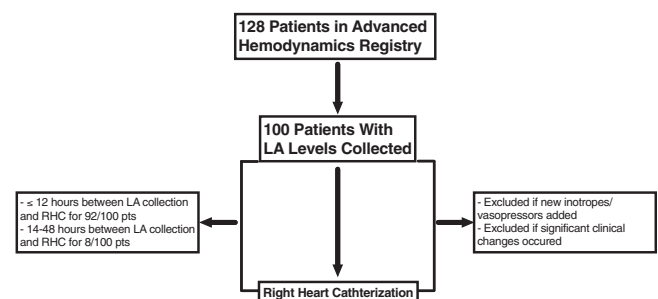 128 Patients in Advanced
Hemodynamics Registry
100 Patients With
LA Levels Collected
- ≤ 12 hours between LA collection
and RHC for 92/100 pts
- 14-48 hours between LA collection
and RHC for 8/100 pts
- Excluded if new inotropes/
vasopressors added
- Excluded if significant clinical
changes occured
Right Heart Cathterization